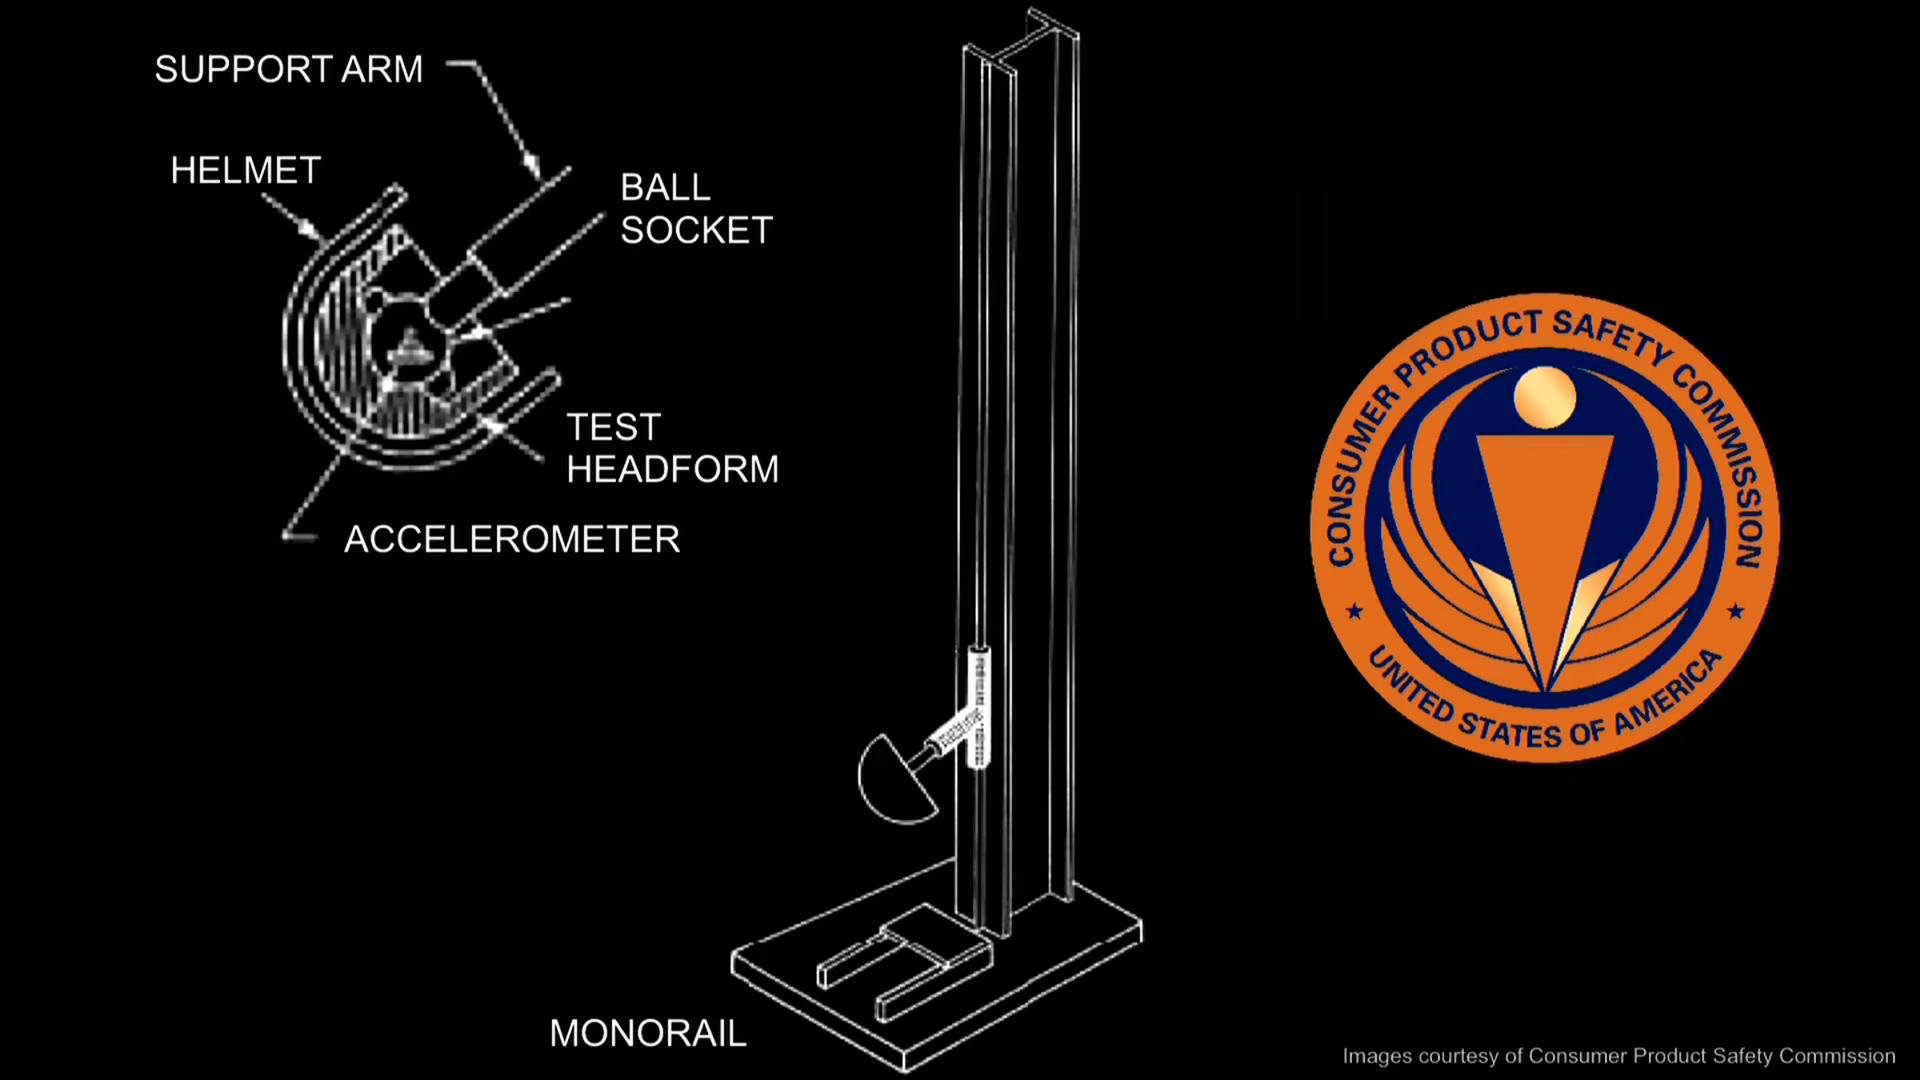 SUPPORT ARM
HELMET
BALL
SOCKET
TEST
HEADFORM
ACCELEROMETER
MONORAIL
CONSUMER PRODUCT SAFETY COMMISSION
UNITED STATES OF AMERICA
Images courtesy of Consumer Product Safety Commission